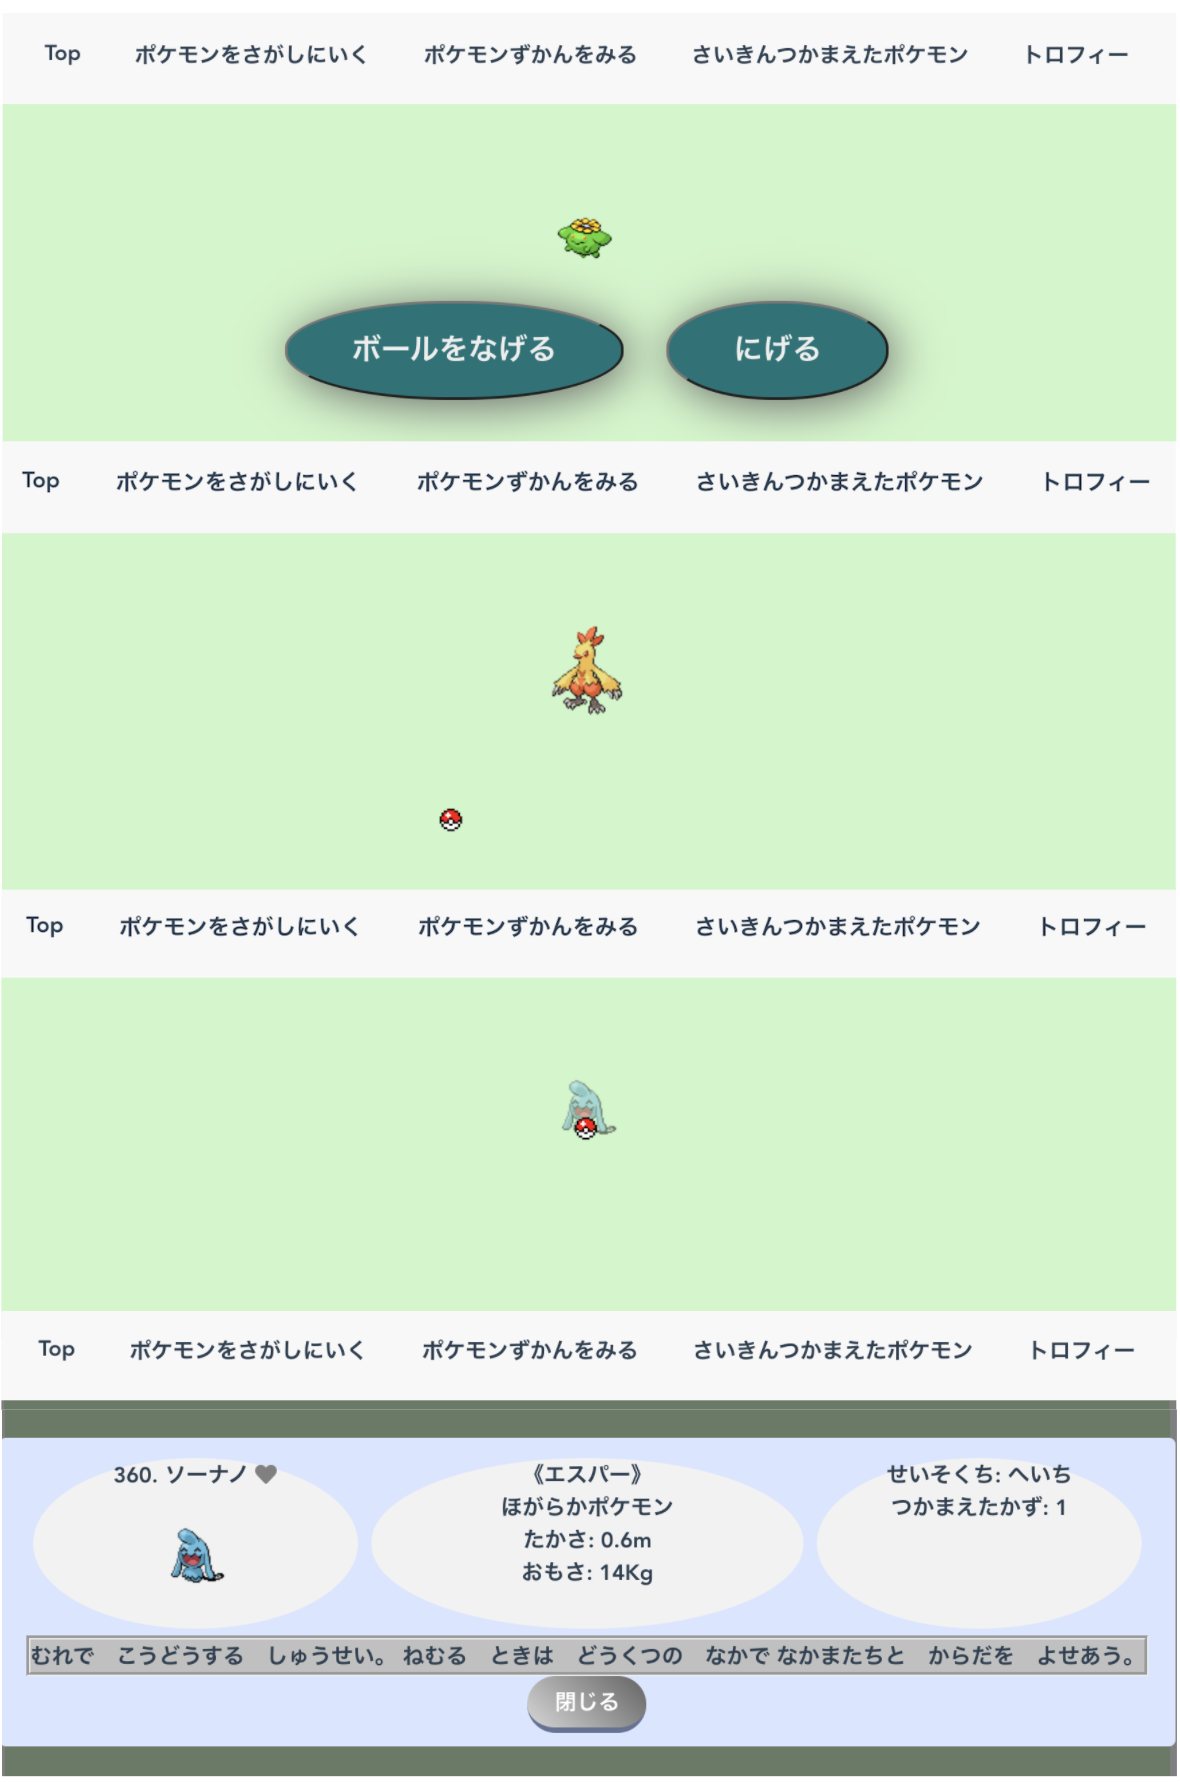 Top ポケモンをさがしにいく ポケモンずかんをみる さいきんつかまえたポケモン トロフィー
ボールをなげる にげる
Top ポケモンをさがしにいく ポケモンずかんをみる さいきんつかまえたポケモン トロフィー
Top ポケモンをさがしにいく ポケモンずかんをみる さいきんつかまえたポケモン トロフィー
Top ポケモンをさがしにいく ポケモンずかんをみる さいきんつかまえたポケモン トロフィー
360. ソーナノ
《エスパー》
ほがらかポケモン
たかさ: 0.6m
おもさ: 14Kg
せいそくち: へいち
つかまえたかず: 1
むれで　こうどうする　しゅうせい。 ねむる　ときは　どうくつの　なかで なかまたちと　からだを　よせあう。
閉じる